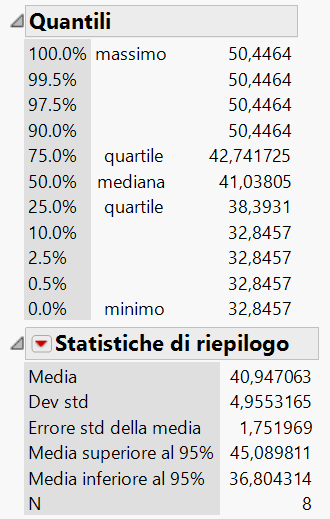 Quantili
100.0% massimo 50,4464
99.5% 50,4464
97.5% 50,4464
90.0% 50,4464
75.0% quartile 42,741725
50.0% mediana 41,03805
25.0% quartile 38,3931
10.0% 32,8457
2.5% 32,8457
0.5% 32,8457
0.0% minimo 32,8457
Statistiche di riepilogo
Media 40,947063
Dev std 4,9553165
Errore std della media 1,751969
Media superiore al 95% 45,089811
Media inferiore al 95% 36,804314
N 8